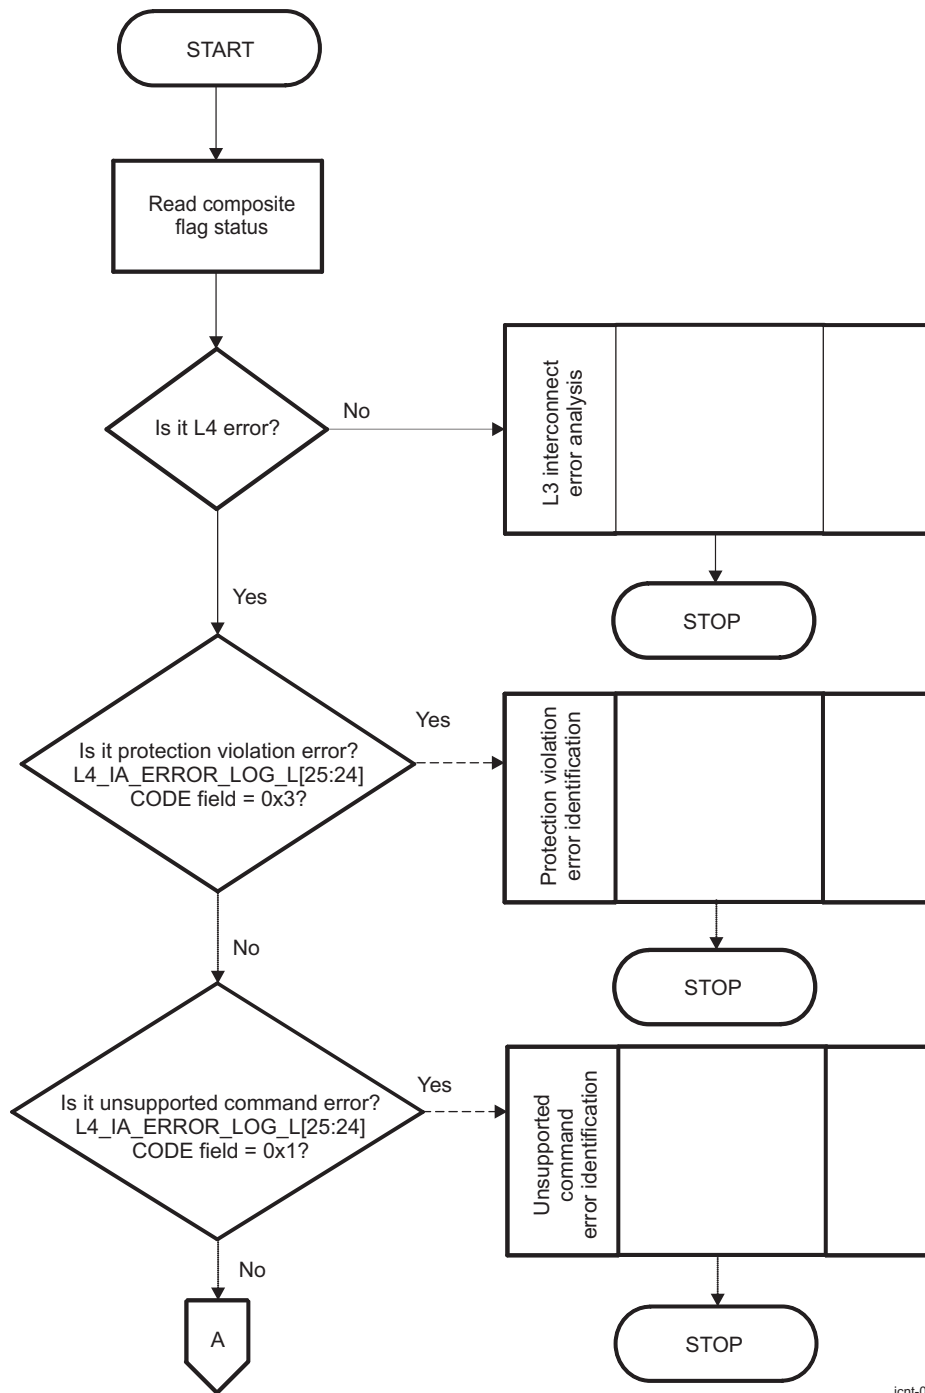 START
Read composite
flag status
Is it L4 error?
No
L3 interconnect
error analysis
STOP
Yes
Is it protection violation error?
L4_IA_ERROR_LOG_L[25:24]
CODE field = 0x3?
Yes
Protection violation
error identification
STOP
No
Is it unsupported command error?
L4_IA_ERROR_LOG_L[25:24]
CODE field = 0x1?
Yes
Unsupported
command
error identification
STOP
No
A